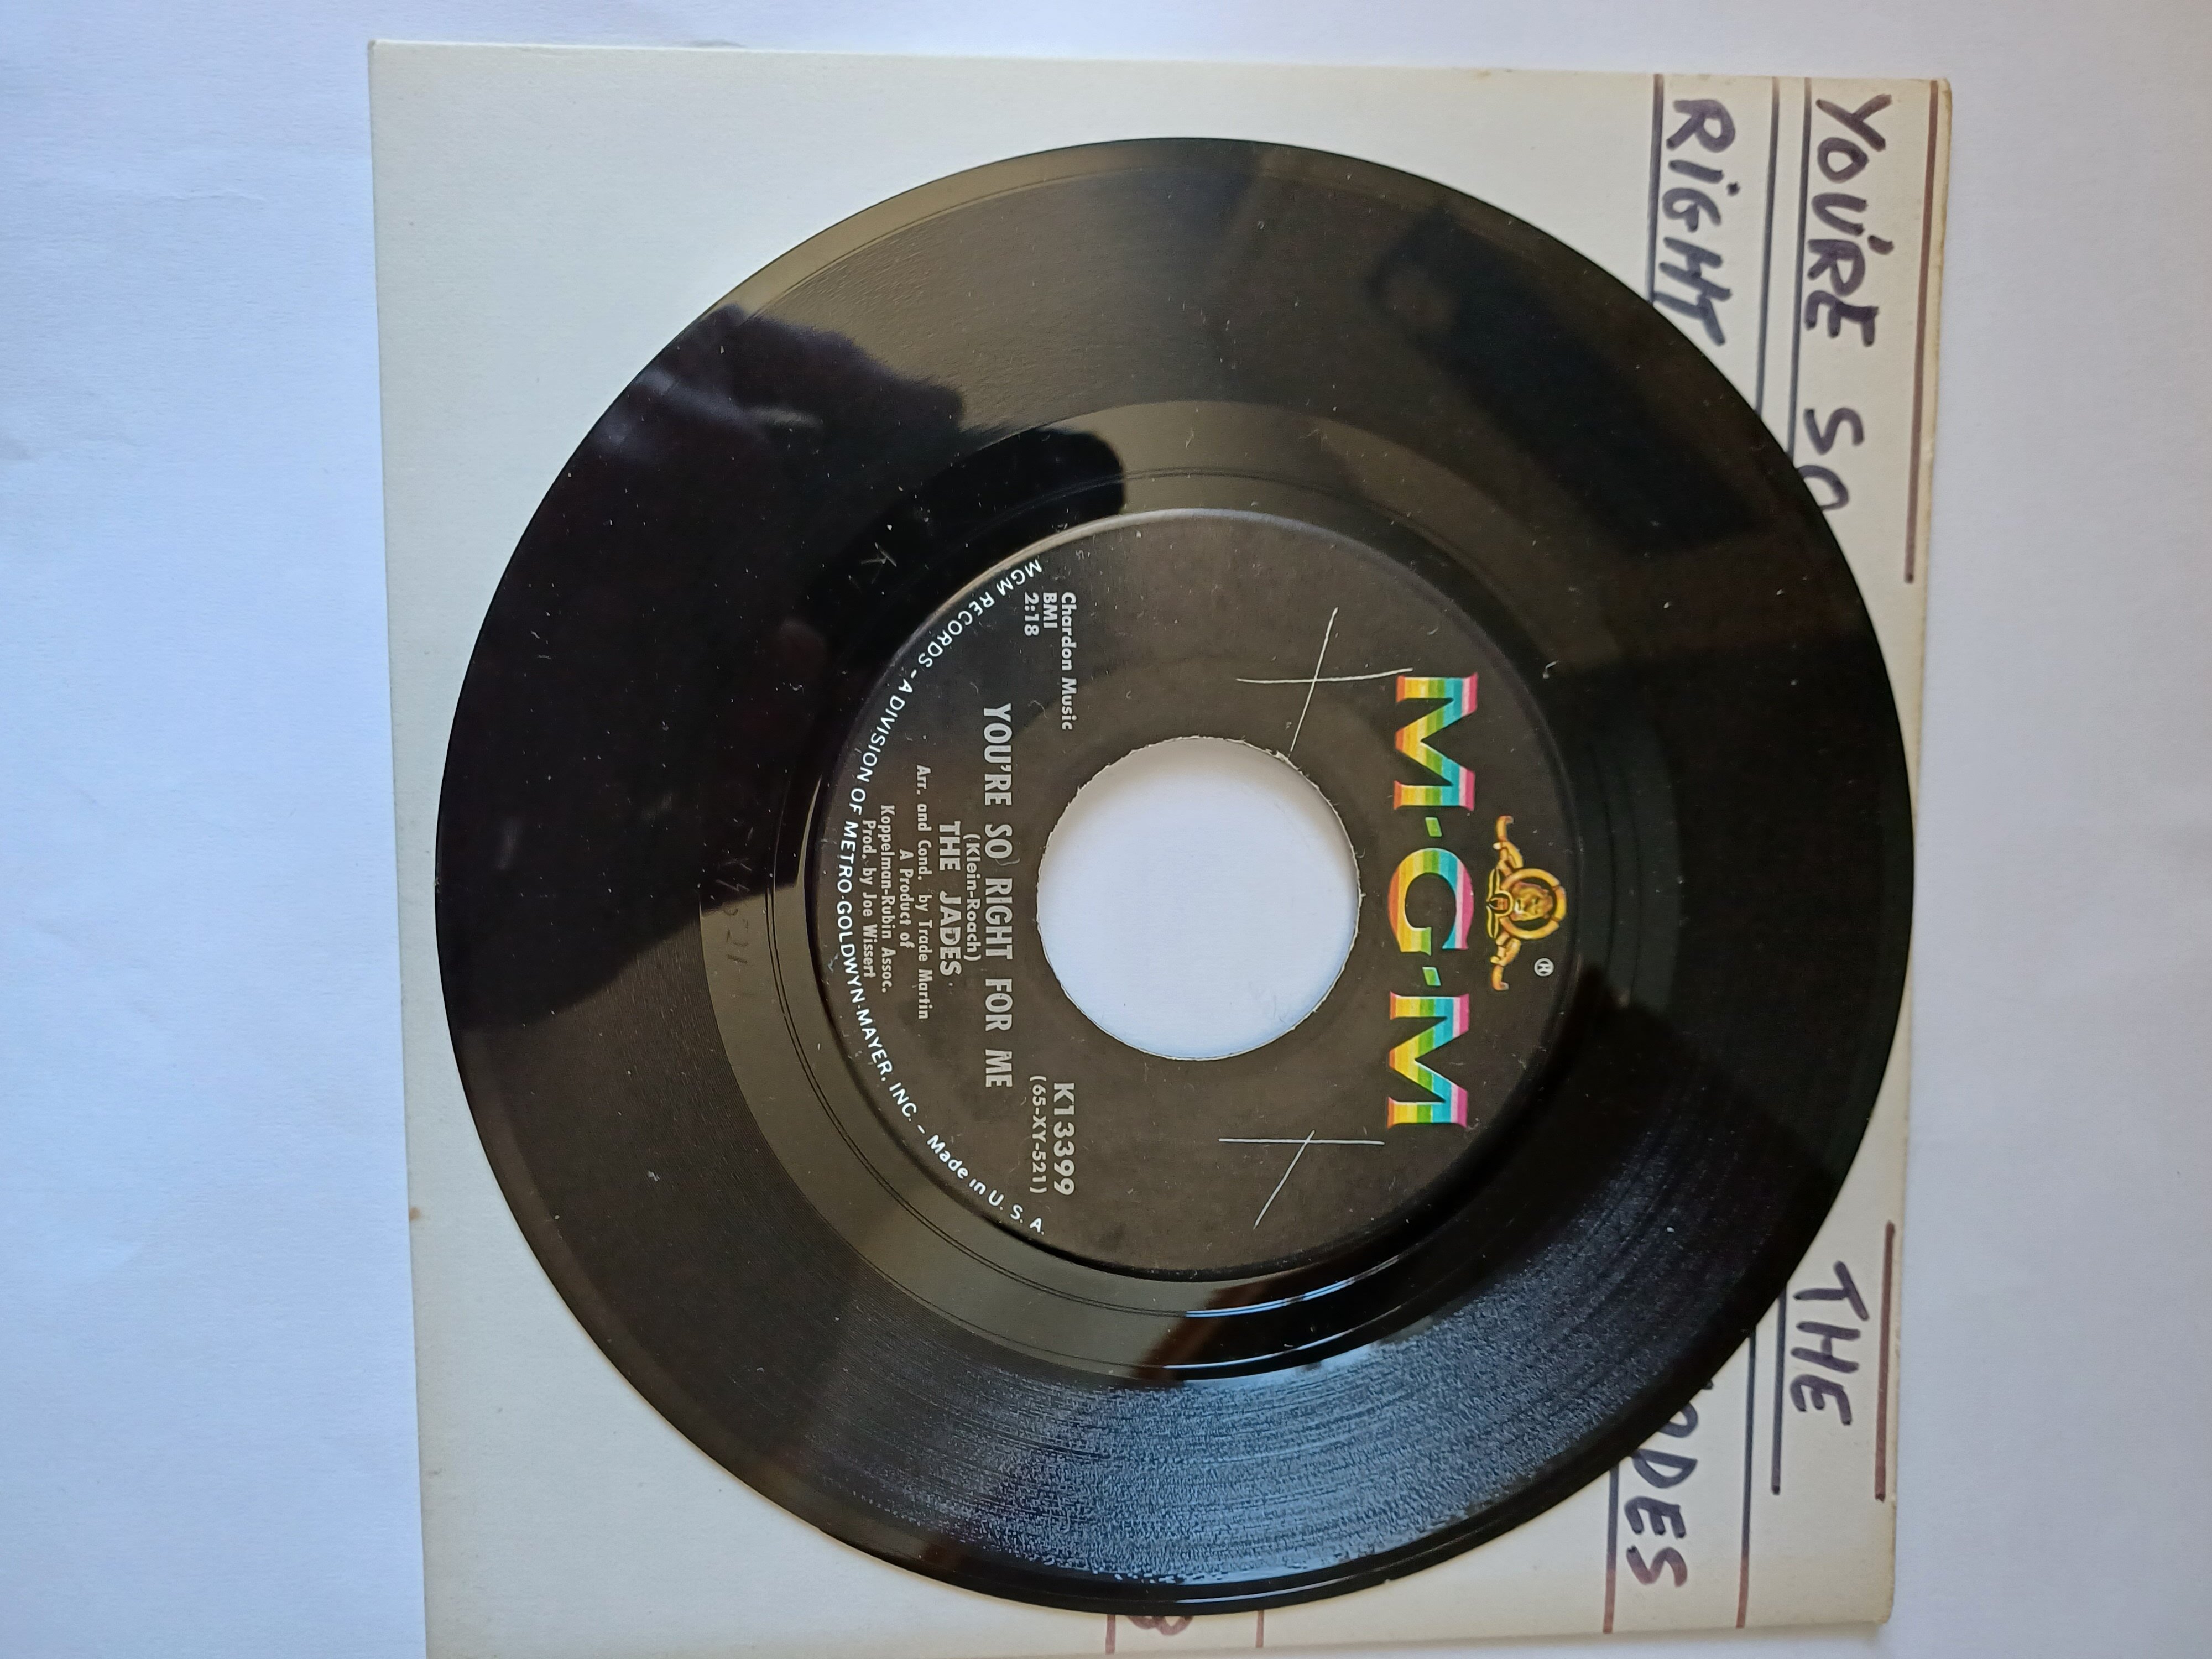 YOU'RE SO
RIGHT
THE
M·G·M
®
Chardon Music
BMI
2:18
K13399
(65-XY-521)
YOU'RE SO RIGHT FOR ME
(Klein-Roach)
THE JADES
Arr. and Cond. by Trade Martin
A Product of
Koppelman-Rubin Assoc.
Prod. by Joe Wissert
MGM RECORDS - A DIVISION OF METRO·GOLDWYN·MAYER, INC. - Made in U. S. A.